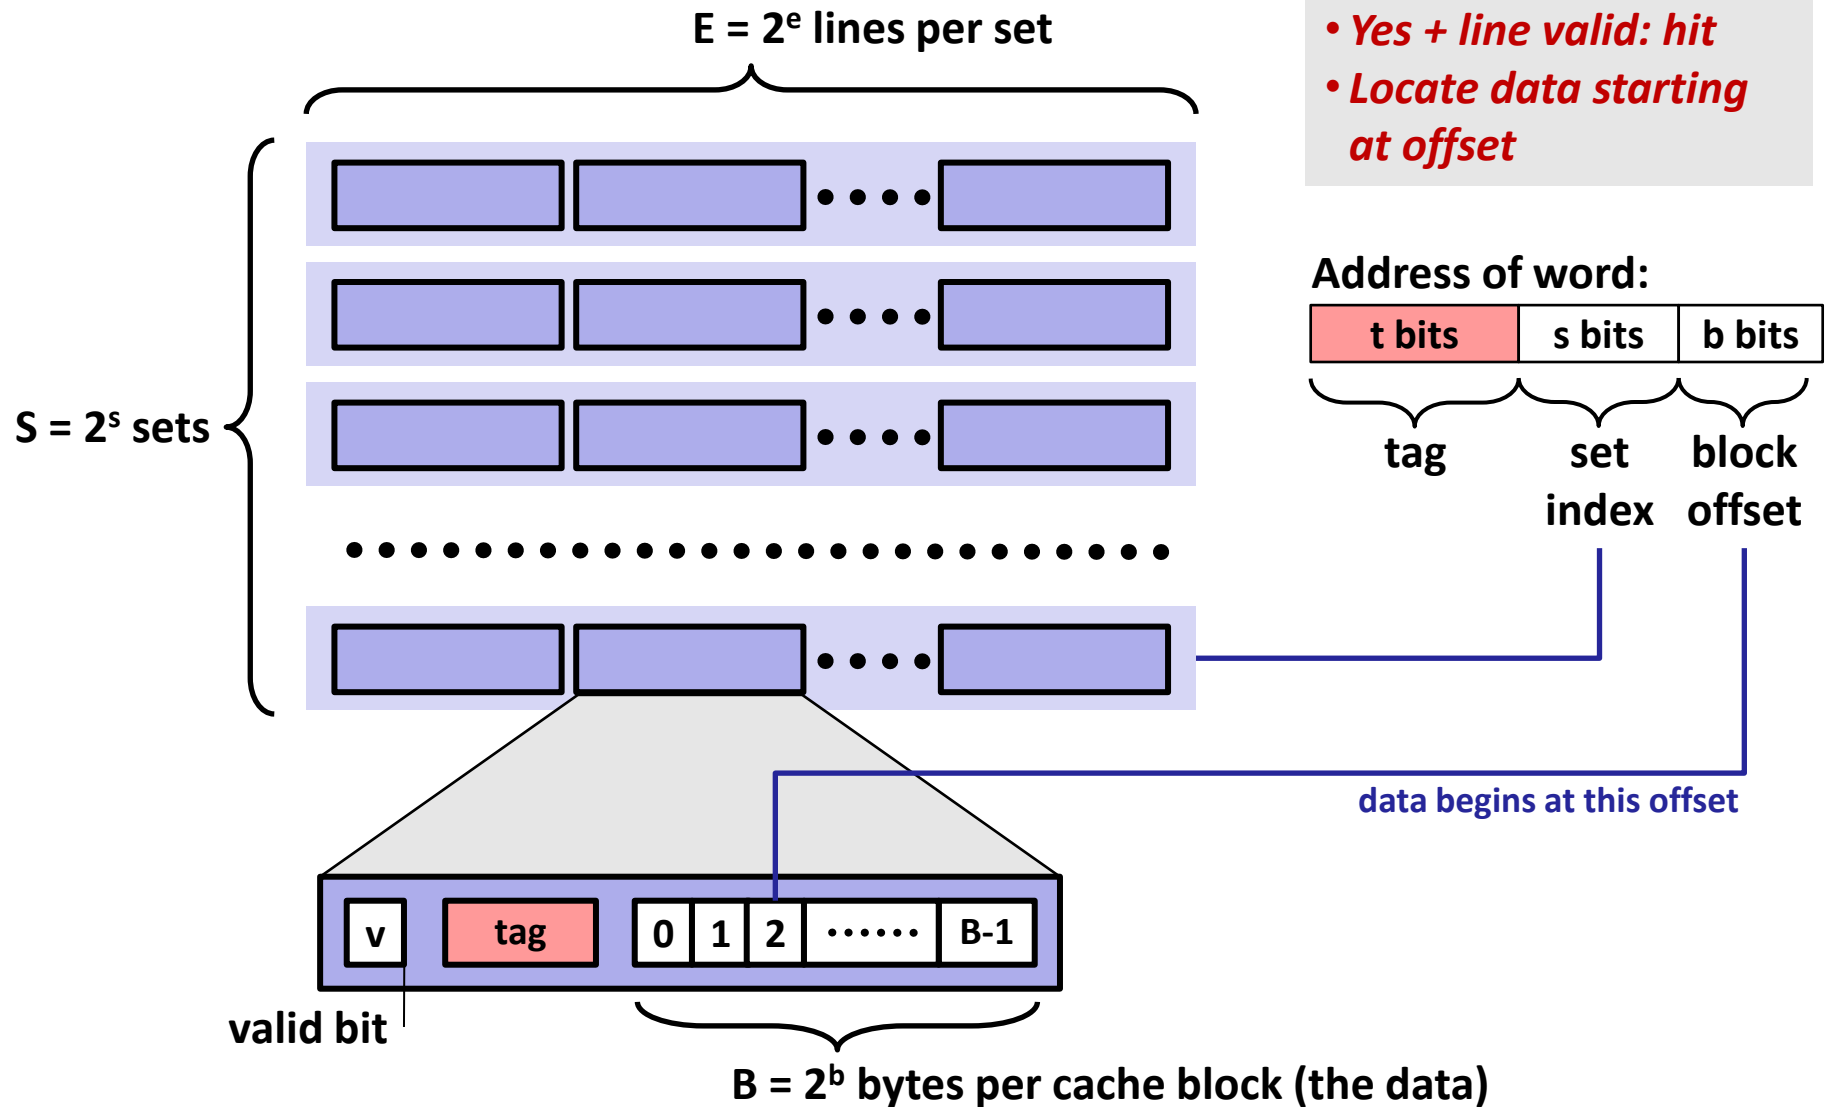 E = 2ᵉ lines per set
• Yes + line valid: hit
• Locate data starting
at offset
Address of word:
t bits s bits b bits
tag set block
index offset
S = 2ˢ sets
data begins at this offset
v tag 0 1 2 •••••• B-1
valid bit
B = 2ᵇ bytes per cache block (the data)